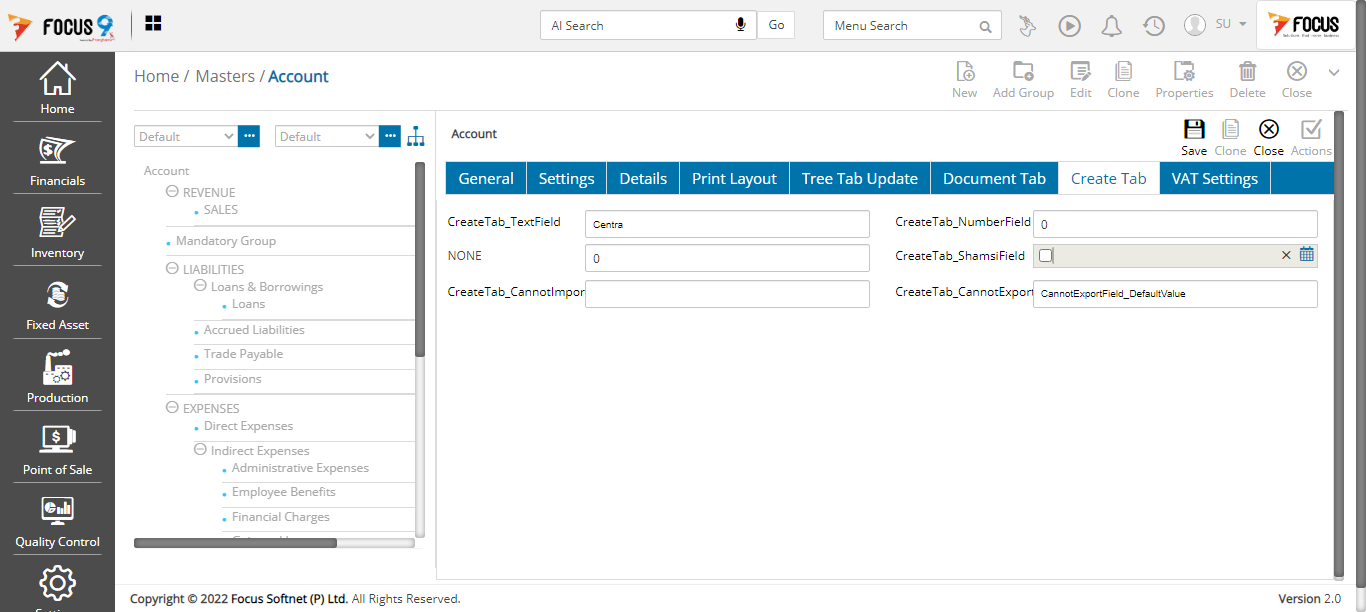 FOCUS 9
AI Search
Go
Menu Search
SU
FOCUS
Home
Financials
Inventory
Fixed Asset
Production
Point of Sale
Quality Control
Home / Masters / Account
New
Add Group
Edit
Clone
Properties
Delete
Close
Default
Default
Account
REVENUE
SALES
Mandatory Group
LIABILITIES
Loans & Borrowings
Loans
Accrued Liabilities
Trade Payable
Provisions
EXPENSES
Direct Expenses
Indirect Expenses
Administrative Expenses
Employee Benefits
Financial Charges
Account
Save
Clone
Close
Actions
General
Settings
Details
Print Layout
Tree Tab Update
Document Tab
Create Tab
VAT Settings
CreateTab_TextField
Centra
CreateTab_NumberField
0
NONE
0
CreateTab_ShamsiField
CreateTab_CannotImpor
CreateTab_CannotExport
CannotExportField_DefaultValue
Copyright © 2022 Focus Softnet (P) Ltd. All Rights Reserved.
Version 2.0